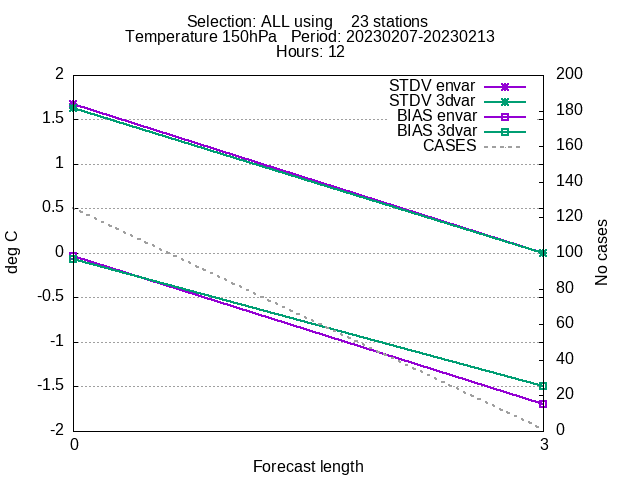 Selection: ALL using    23 stations
Temperature 150hPa   Period: 20230207-20230213
Hours: 12
2
1.5
1
0.5
0
-0.5
-1
-1.5
-2
deg C
STDV envar
STDV 3dvar
BIAS envar
BIAS 3dvar
CASES
200
180
160
140
120
100
80
60
40
20
0
No cases
0
3
Forecast length